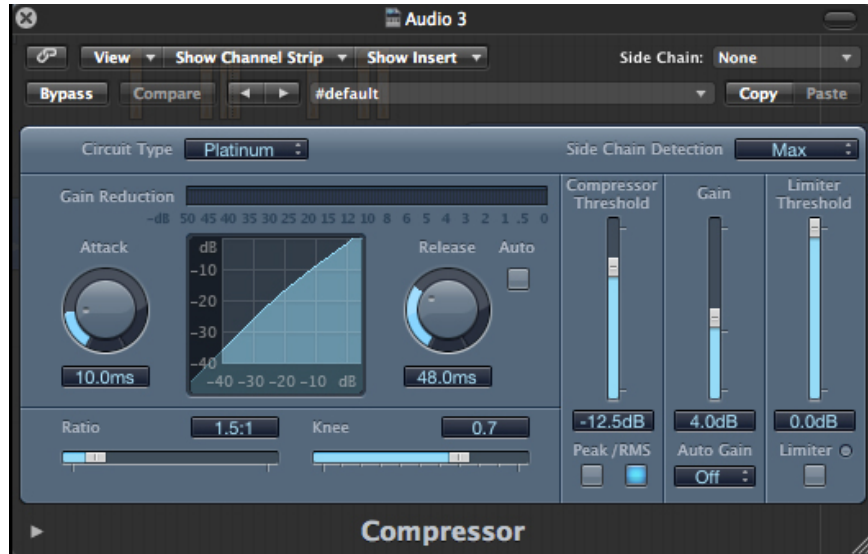 Audio 3
View Show Channel Strip Show Insert Side Chain: None
Bypass Compare #default Copy Paste
Circuit Type Platinum Side Chain Detection Max
Gain Reduction
-dB 50 45 40 35 30 25 20 15 12 10 8 6 5 4 3 2 1 .5 0
Compressor
Threshold
Gain
Limiter
Threshold
Attack
Release Auto
dB
-10
-20
-30
-40
-40 -30 -20 -10 dB
10.0ms 48.0ms
-12.5dB 4.0dB 0.0dB
Ratio 1.5:1 Knee 0.7
Peak /RMS Auto Gain Limiter
Off
Compressor